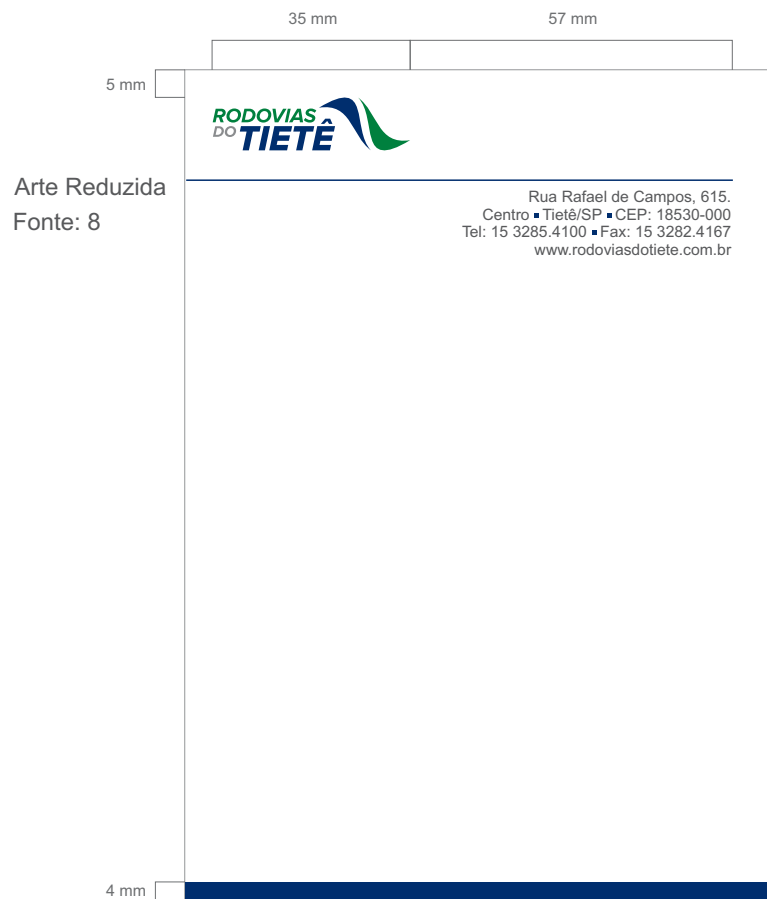 35 mm
57 mm
5 mm
RODOVIAS
DO TIETÊ
Arte Reduzida
Fonte: 8
Rua Rafael de Campos, 615.
Centro ▪ Tietê/SP ▪ CEP: 18530-000
Tel: 15 3285.4100 ▪ Fax: 15 3282.4167
www.rodoviasdotiete.com.br
4 mm